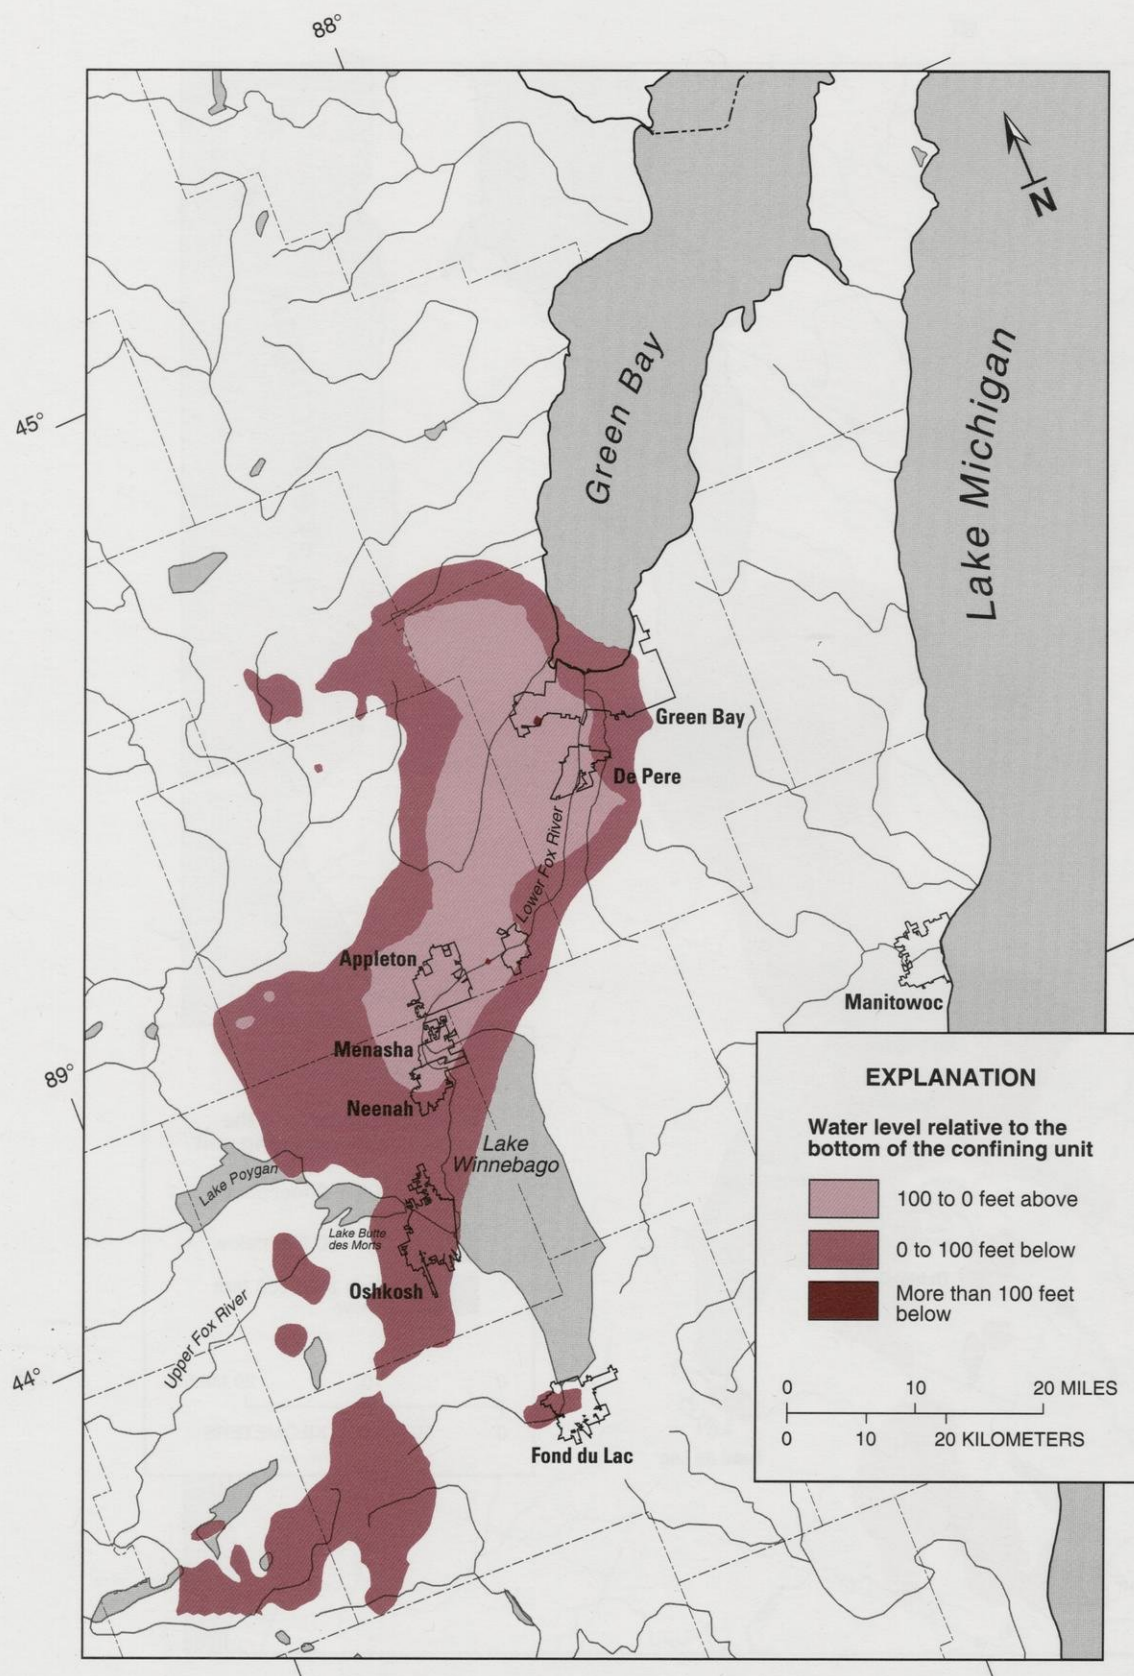 88°
N
Green Bay
Lake Michigan
45°
Green Bay
De Pere
Lower Fox River
Appleton
Manitowoc
Menasha
89°
Neenah
Lake
Winnebago
Lake Poygan
Lake Butte
des Morts
Oshkosh
Upper Fox River
44°
Fond du Lac
EXPLANATION
Water level relative to the
bottom of the confining unit
100 to 0 feet above
0 to 100 feet below
More than 100 feet
below
0 10 20 MILES
0 10 20 KILOMETERS